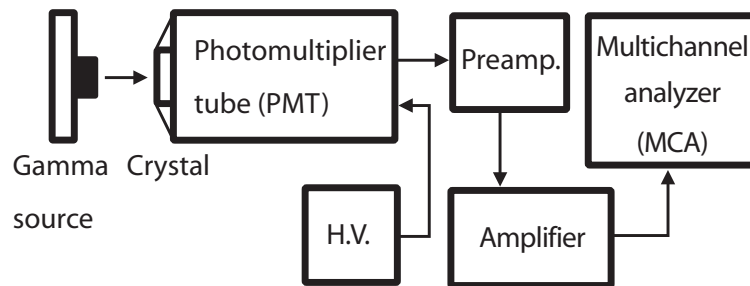 Photomultiplier
tube (PMT)
Preamp.
Multichannel
analyzer
(MCA)
Gamma
source
Crystal
H.V.
Amplifier